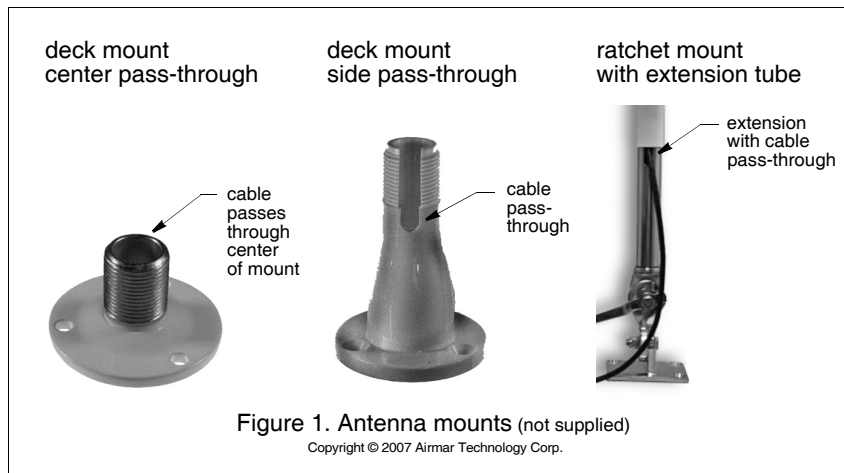 deck mount
center pass-through
cable
passes
through
center
of mount
deck mount
side pass-through
cable
pass-
through
ratchet mount
with extension tube
extension
with cable
pass-through
Figure 1. Antenna mounts (not supplied)
Copyright © 2007 Airmar Technology Corp.